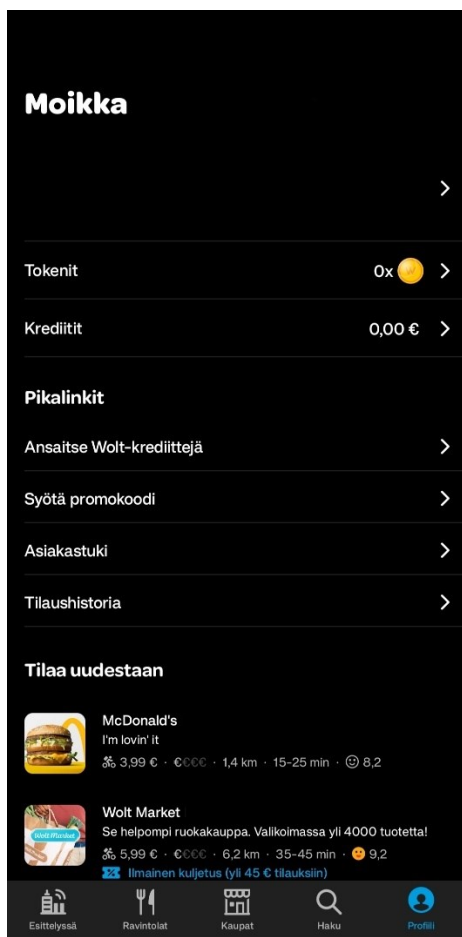 Moikka
Tokenit 0x
Krediitit 0,00 €
Pikalinkit
Ansaitse Wolt-krediittejä
Syötä promokoodi
Asiakastuki
Tilaushistoria
Tilaa uudestaan
McDonald's
I'm lovin' it
3,99 € · €€€€ · 1,4 km · 15-25 min · 8,2
Wolt Market
Wolt Market
Se helpompi ruokakauppa. Valikoimassa yli 4000 tuotetta!
5,99 € · €€€€ · 6,2 km · 35-45 min · 9,2
Ilmainen kuljetus (yli 45 € tilauksiin)
Esittelyssä Ravintolat Kaupat Haku Profiili